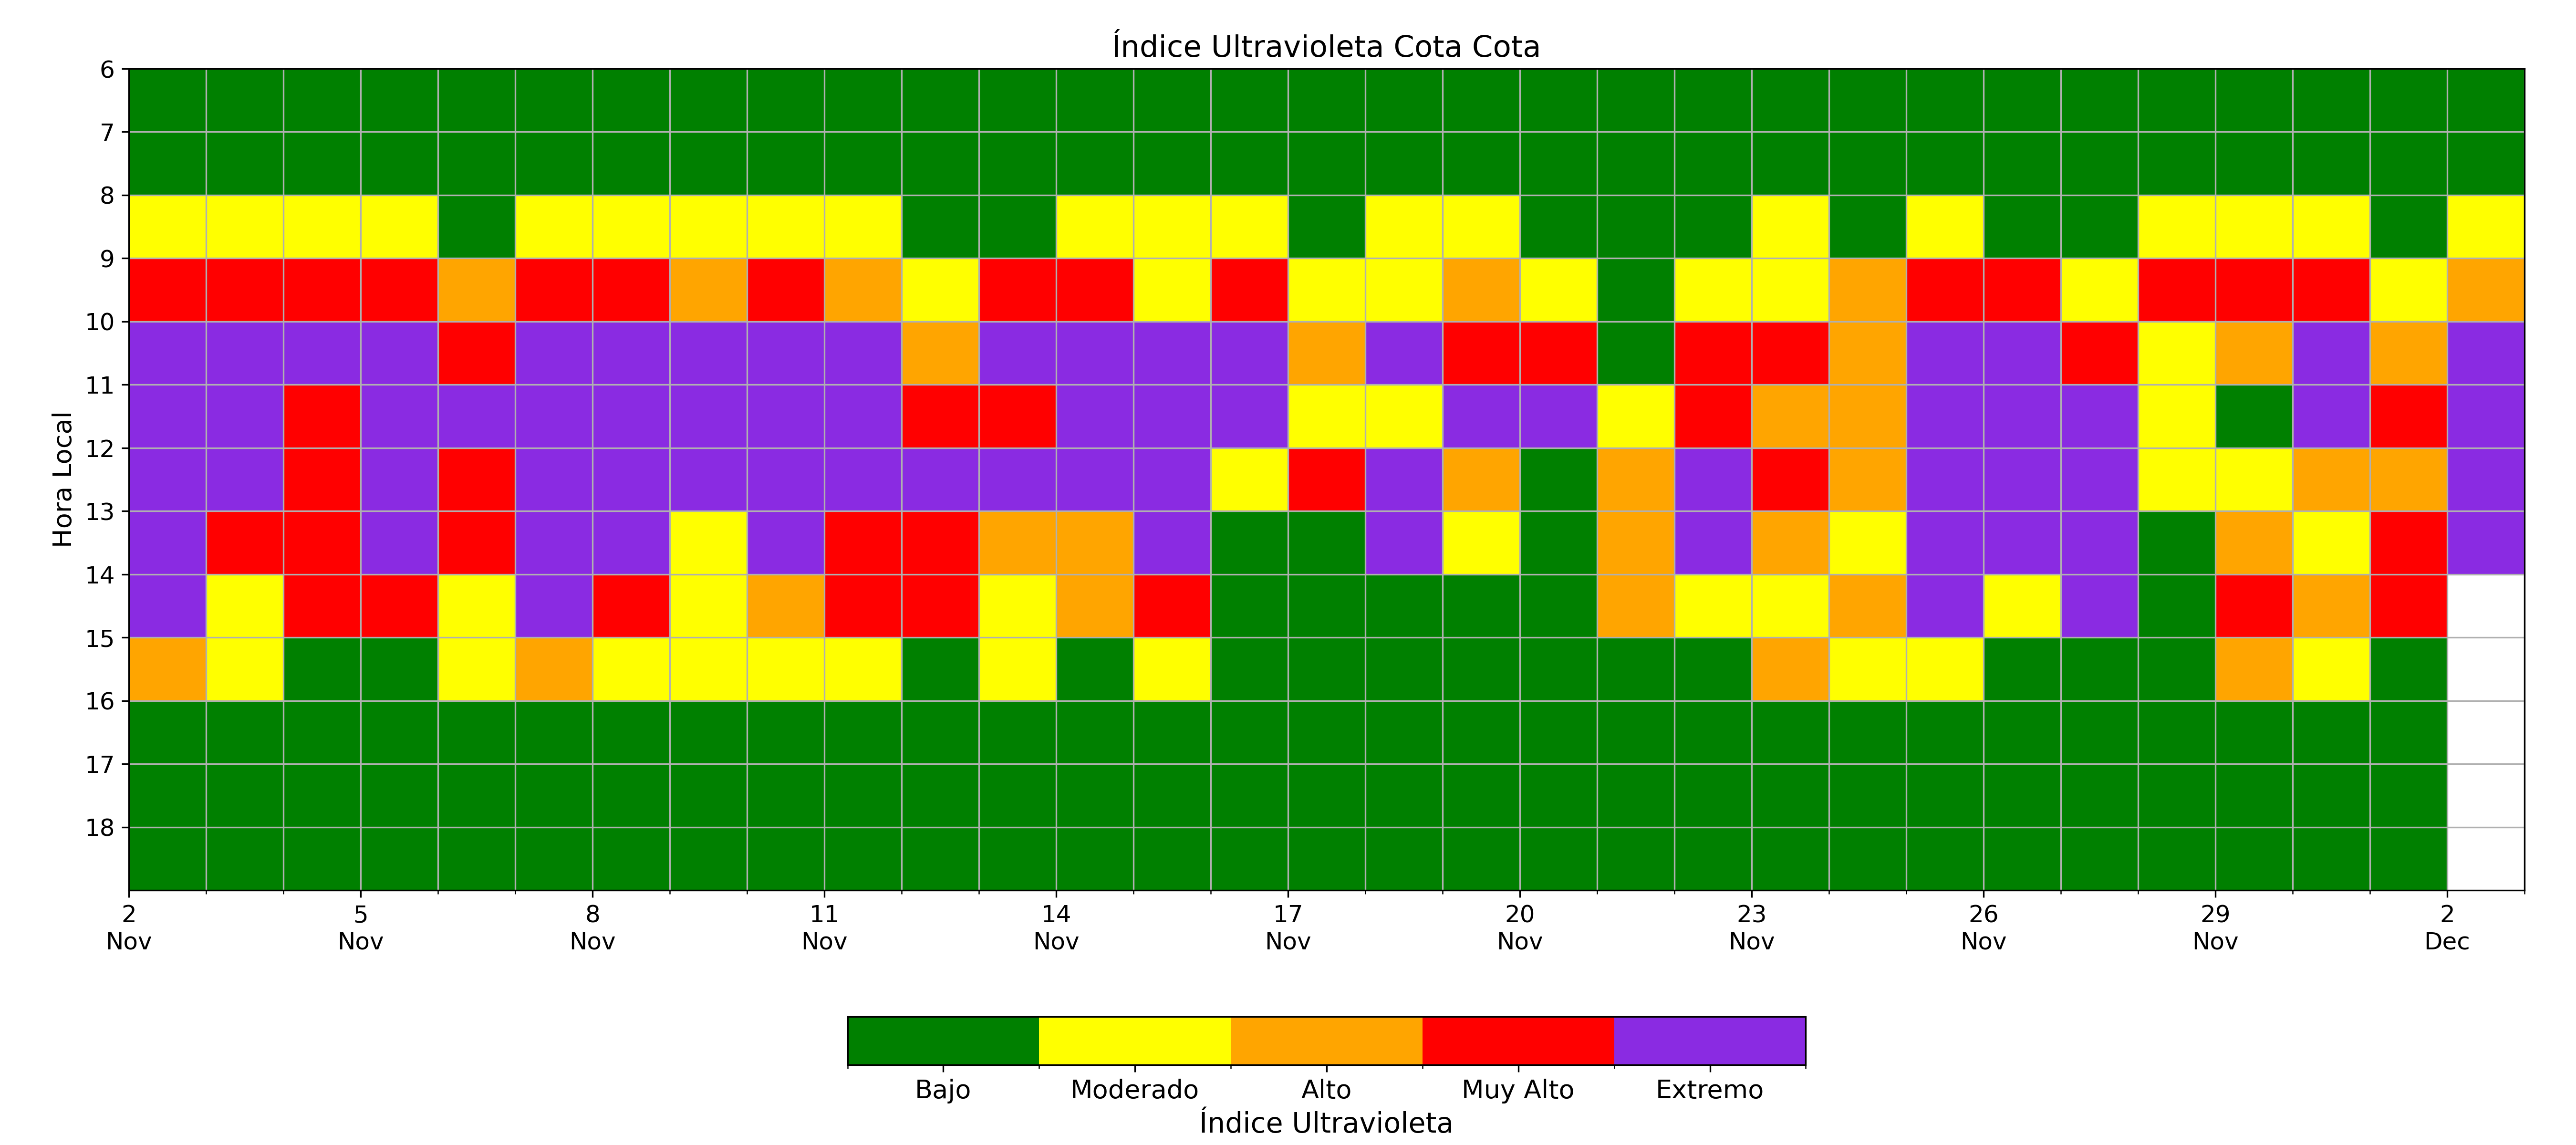 Índice Ultravioleta Cota Cota
Hora Local
6
7
8
9
10
11
12
13
14
15
16
17
18
2 5 8 11 14 17 20 23 26 29 2
Nov Nov Nov Nov Nov Nov Nov Nov Nov Nov Dec
Bajo Moderado Alto Muy Alto Extremo
Índice Ultravioleta